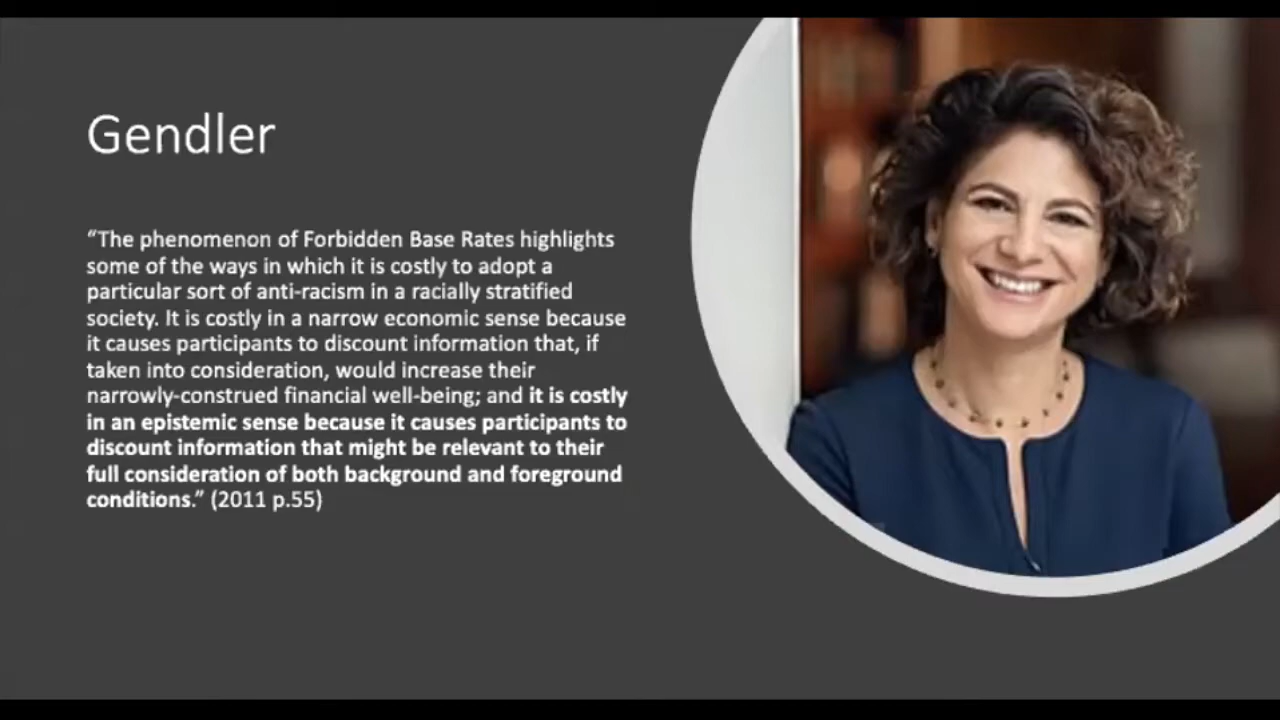 Gendler
“The phenomenon of Forbidden Base Rates highlights
some of the ways in which it is costly to adopt a
particular sort of anti-racism in a racially stratified
society. It is costly in a narrow economic sense because
it causes participants to discount information that, if
taken into consideration, would increase their
narrowly-construed financial well-being; and it is costly
in an epistemic sense because it causes participants to
discount information that might be relevant to their
full consideration of both background and foreground
conditions.” (2011 p.55)